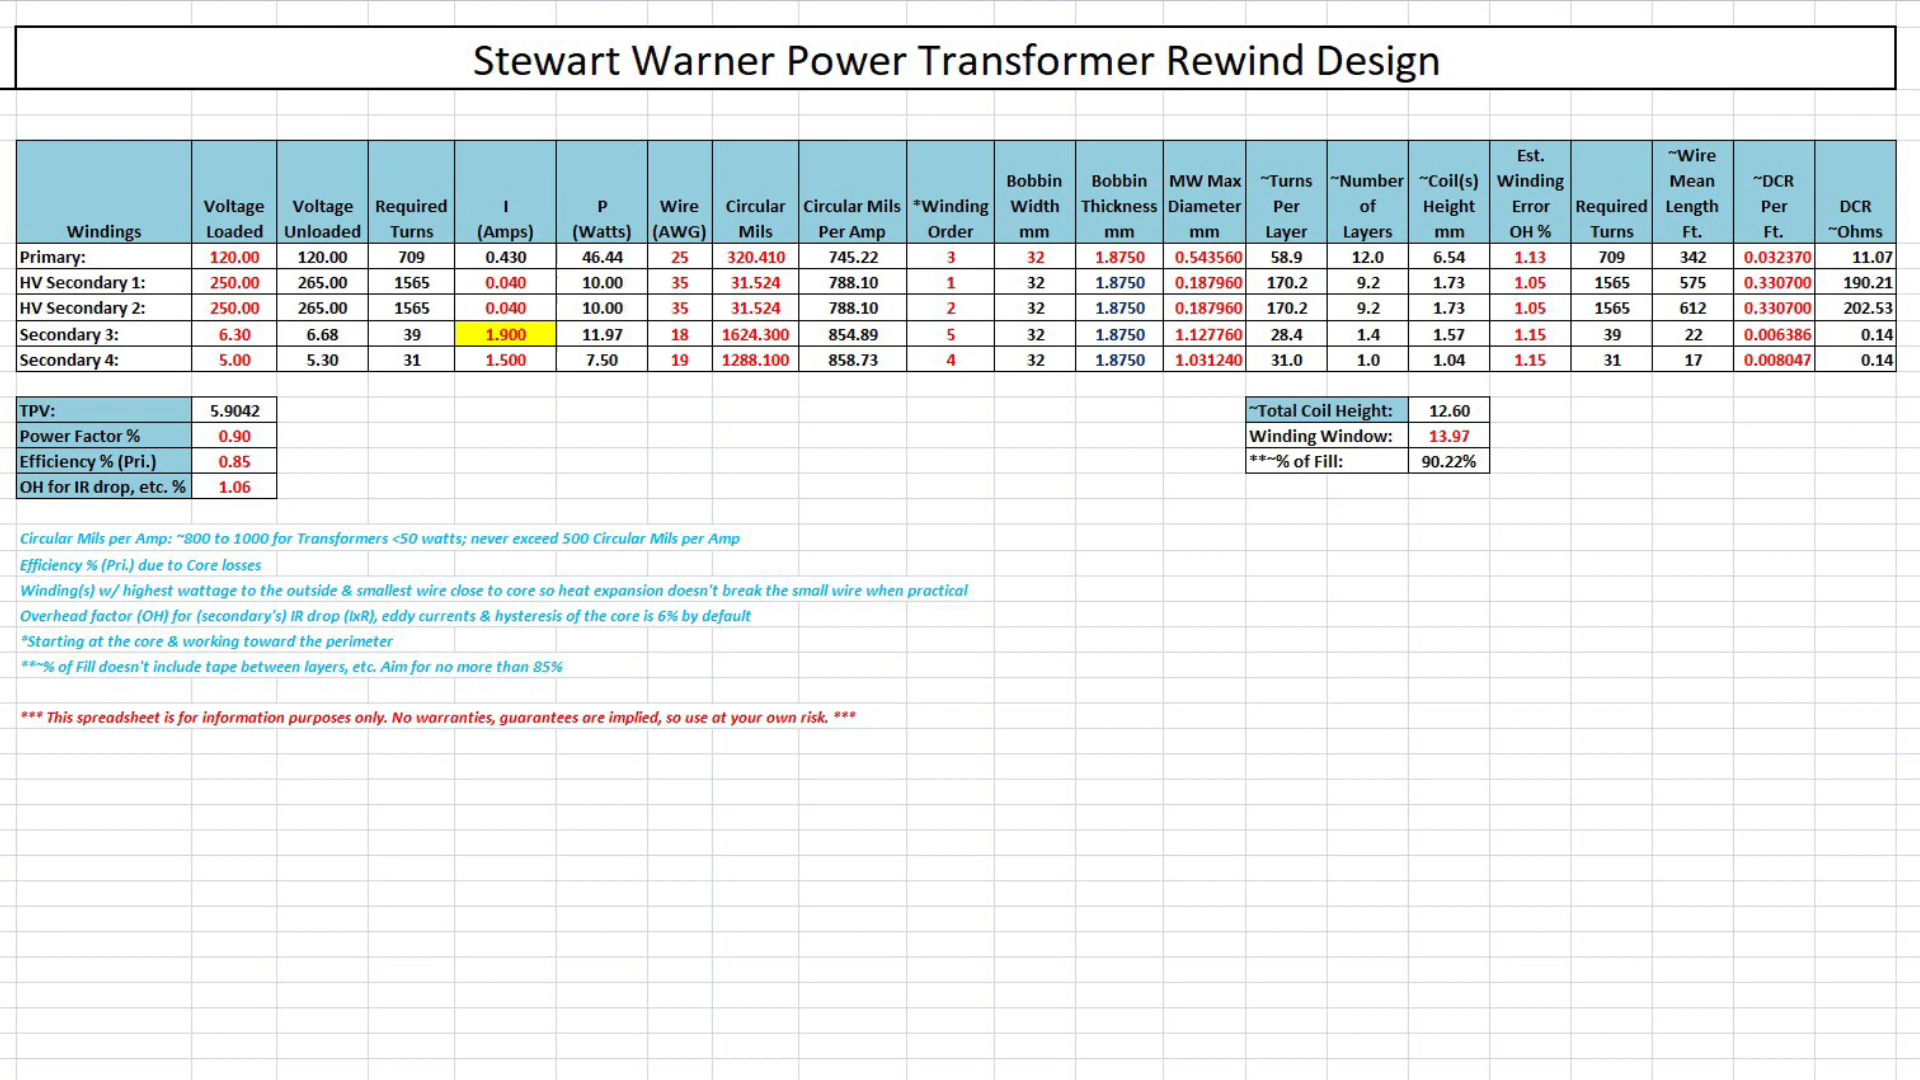 Stewart Warner Power Transformer Rewind Design
Windings Voltage Loaded Voltage Unloaded Required Turns I (Amps) P (Watts) Wire (AWG) Circular Mils Circular Mils Per Amp *Winding Order Bobbin Width mm Bobbin Thickness mm MW Max Diameter mm ~Turns Per Layer ~Number of Layers ~Coil(s) Height mm Est. Winding Error OH % Required Turns ~Wire Mean Length Ft. ~DCR Per Ft. DCR ~Ohms
Primary: 120.00 120.00 709 0.430 46.44 25 320.410 745.22 3 32 1.8750 0.543560 58.9 12.0 6.54 1.13 709 342 0.032370 11.07
HV Secondary 1: 250.00 265.00 1565 0.040 10.00 35 31.524 788.10 1 32 1.8750 0.187960 170.2 9.2 1.73 1.05 1565 575 0.330700 190.21
HV Secondary 2: 250.00 265.00 1565 0.040 10.00 35 31.524 788.10 2 32 1.8750 0.187960 170.2 9.2 1.73 1.05 1565 612 0.330700 202.53
Secondary 3: 6.30 6.68 39 1.900 11.97 18 1624.300 854.89 5 32 1.8750 1.127760 28.4 1.4 1.57 1.15 39 22 0.006386 0.14
Secondary 4: 5.00 5.30 31 1.500 7.50 19 1288.100 858.73 4 32 1.8750 1.031240 31.0 1.0 1.04 1.15 31 17 0.008047 0.14
TPV: 5.9042 ~Total Coil Height: 12.60
Power Factor % 0.90 Winding Window: 13.97
Efficiency % (Pri.) 0.85 **~% of Fill: 90.22%
OH for IR drop, etc. % 1.06
Circular Mils per Amp: ~800 to 1000 for Transformers <50 watts; never exceed 500 Circular Mils per Amp
Efficiency % (Pri.) due to Core losses
Winding(s) w/ highest wattage to the outside & smallest wire close to core so heat expansion doesn't break the small wire when practical
Overhead factor (OH) for (secondary's) IR drop (IxR), eddy currents & hysteresis of the core is 6% by default
*Starting at the core & working toward the perimeter
**~% of Fill doesn't include tape between layers, etc. Aim for no more than 85%
*** This spreadsheet is for information purposes only. No warranties, guarantees are implied, so use at your own risk. ***